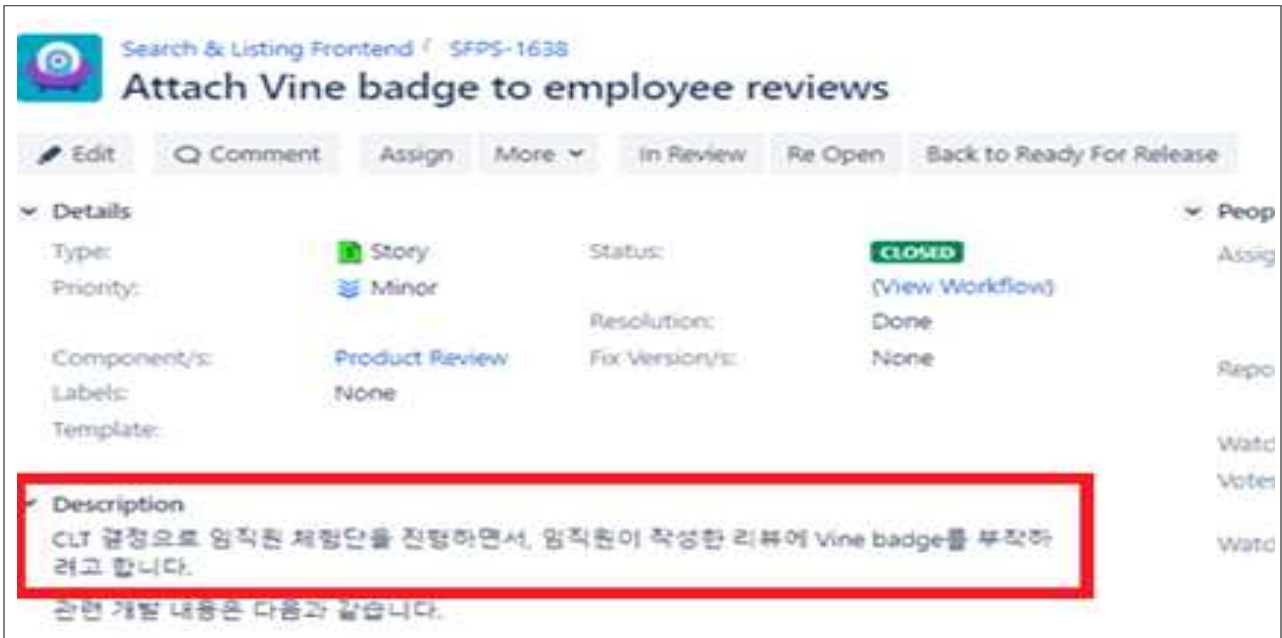 Search & Listing Frontend / SFPS-1638
Attach Vine badge to employee reviews
Edit Comment Assign More In Review Re Open Back to Ready For Release
Details
Peop
Type: Story Status: CLOSED
Assig
Priority: Minor (View Workflow)
Resolution: Done
Component/s: Product Review Fix Version/s: None
Repo
Labels: None
Template:
Watc
Votes
Description
CLT 결정으로 임직원 체험단을 진행하면서, 임직원이 작성한 리뷰에 Vine badge를 부착하
려고 합니다.
Watc
관련 개발 내용은 다음과 같습니다.